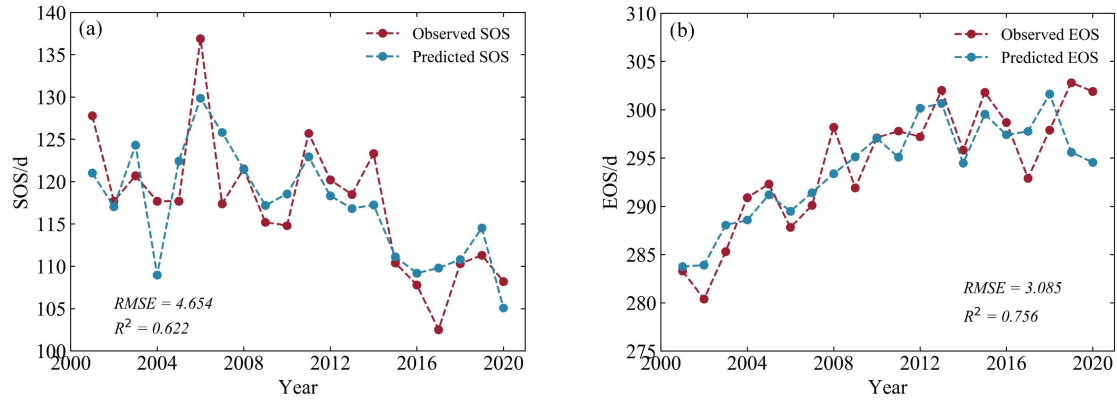 (a)
Observed SOS
Predicted SOS
SOS/d
140
135
130
125
120
115
110
105
100
RMSE = 4.654
R² = 0.622
2000
2004
2008
2012
2016
2020
Year
(b)
Observed EOS
Predicted EOS
EOS/d
310
305
300
295
290
285
280
275
RMSE = 3.085
R² = 0.756
2000
2004
2008
2012
2016
2020
Year